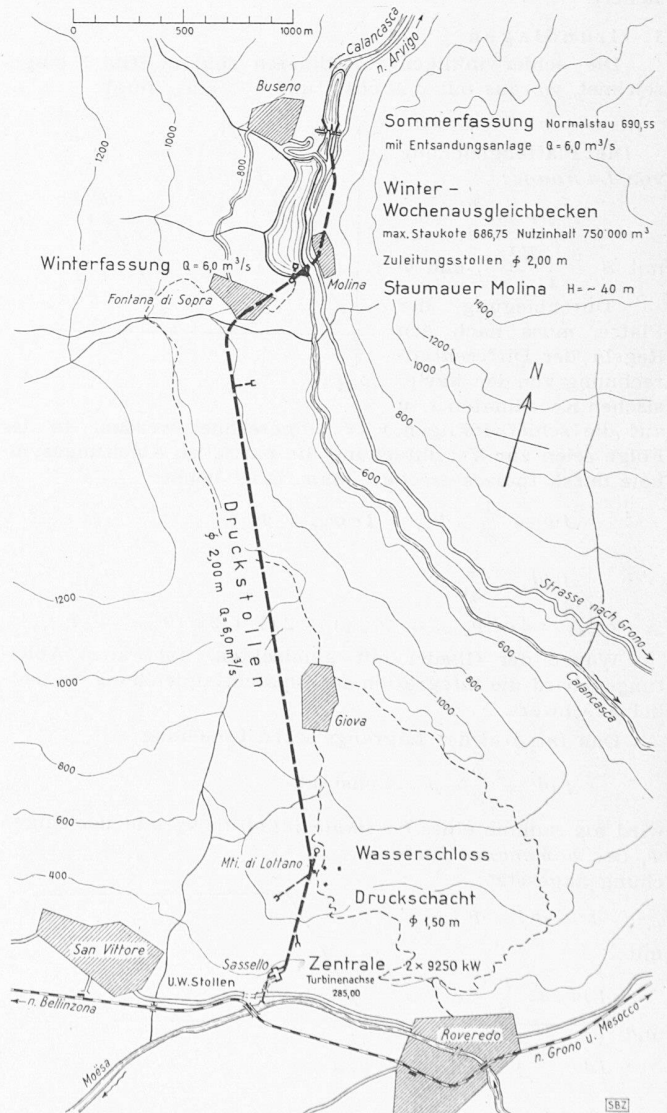 0 500 1000 m
Calancasca
n. Arvigo
Buseno
1200
1000
800
Sommerfassung Normalstau 690,55
mit Entsandungsanlage Q = 6,0 m³/s
Winter -
Wochenausgleichbecken
max. Staukote 686,75 Nutzinhalt 750'000 m³
Zuleitungsstollen ϕ 2,00 m
Staumauer Molina H = ~ 40 m
Winterfassung Q = 6,0 m³/s
Molina
Fontana di Sopra
1400
1200
1000
800
N
600
Druckstollen
ϕ 2,00 m Q = 6,0 m³/s
Strasse nach Grono
Calancasca
600
800
1000
1200
1000
800
600
400
Giova
Mti. di Lottano
Wasserschloss
Druckschacht
ϕ 1,50 m
San Vittore
Sassello
Zentrale 2 x 9250 kW
Turbinenachse
285,00
U.W. Stollen
n. Bellinzona
Roveredo
n. Grono u. Mesocco
Moësa
SBZ